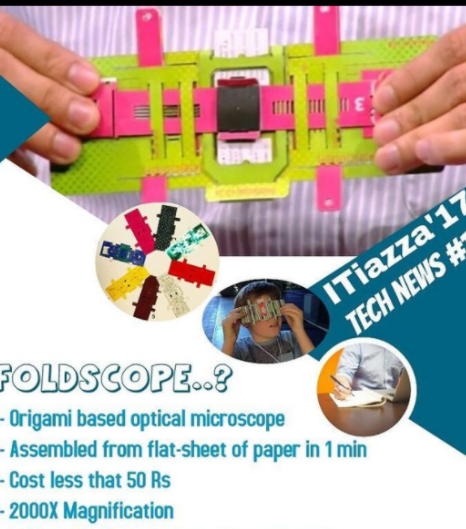 ITiazza'17
TECH NEWS #
FOLDSCOPE..?
- Origami based optical microscope
- Assembled from flat-sheet of paper in 1 min
- Cost less that 50 Rs
- 2000X Magnification